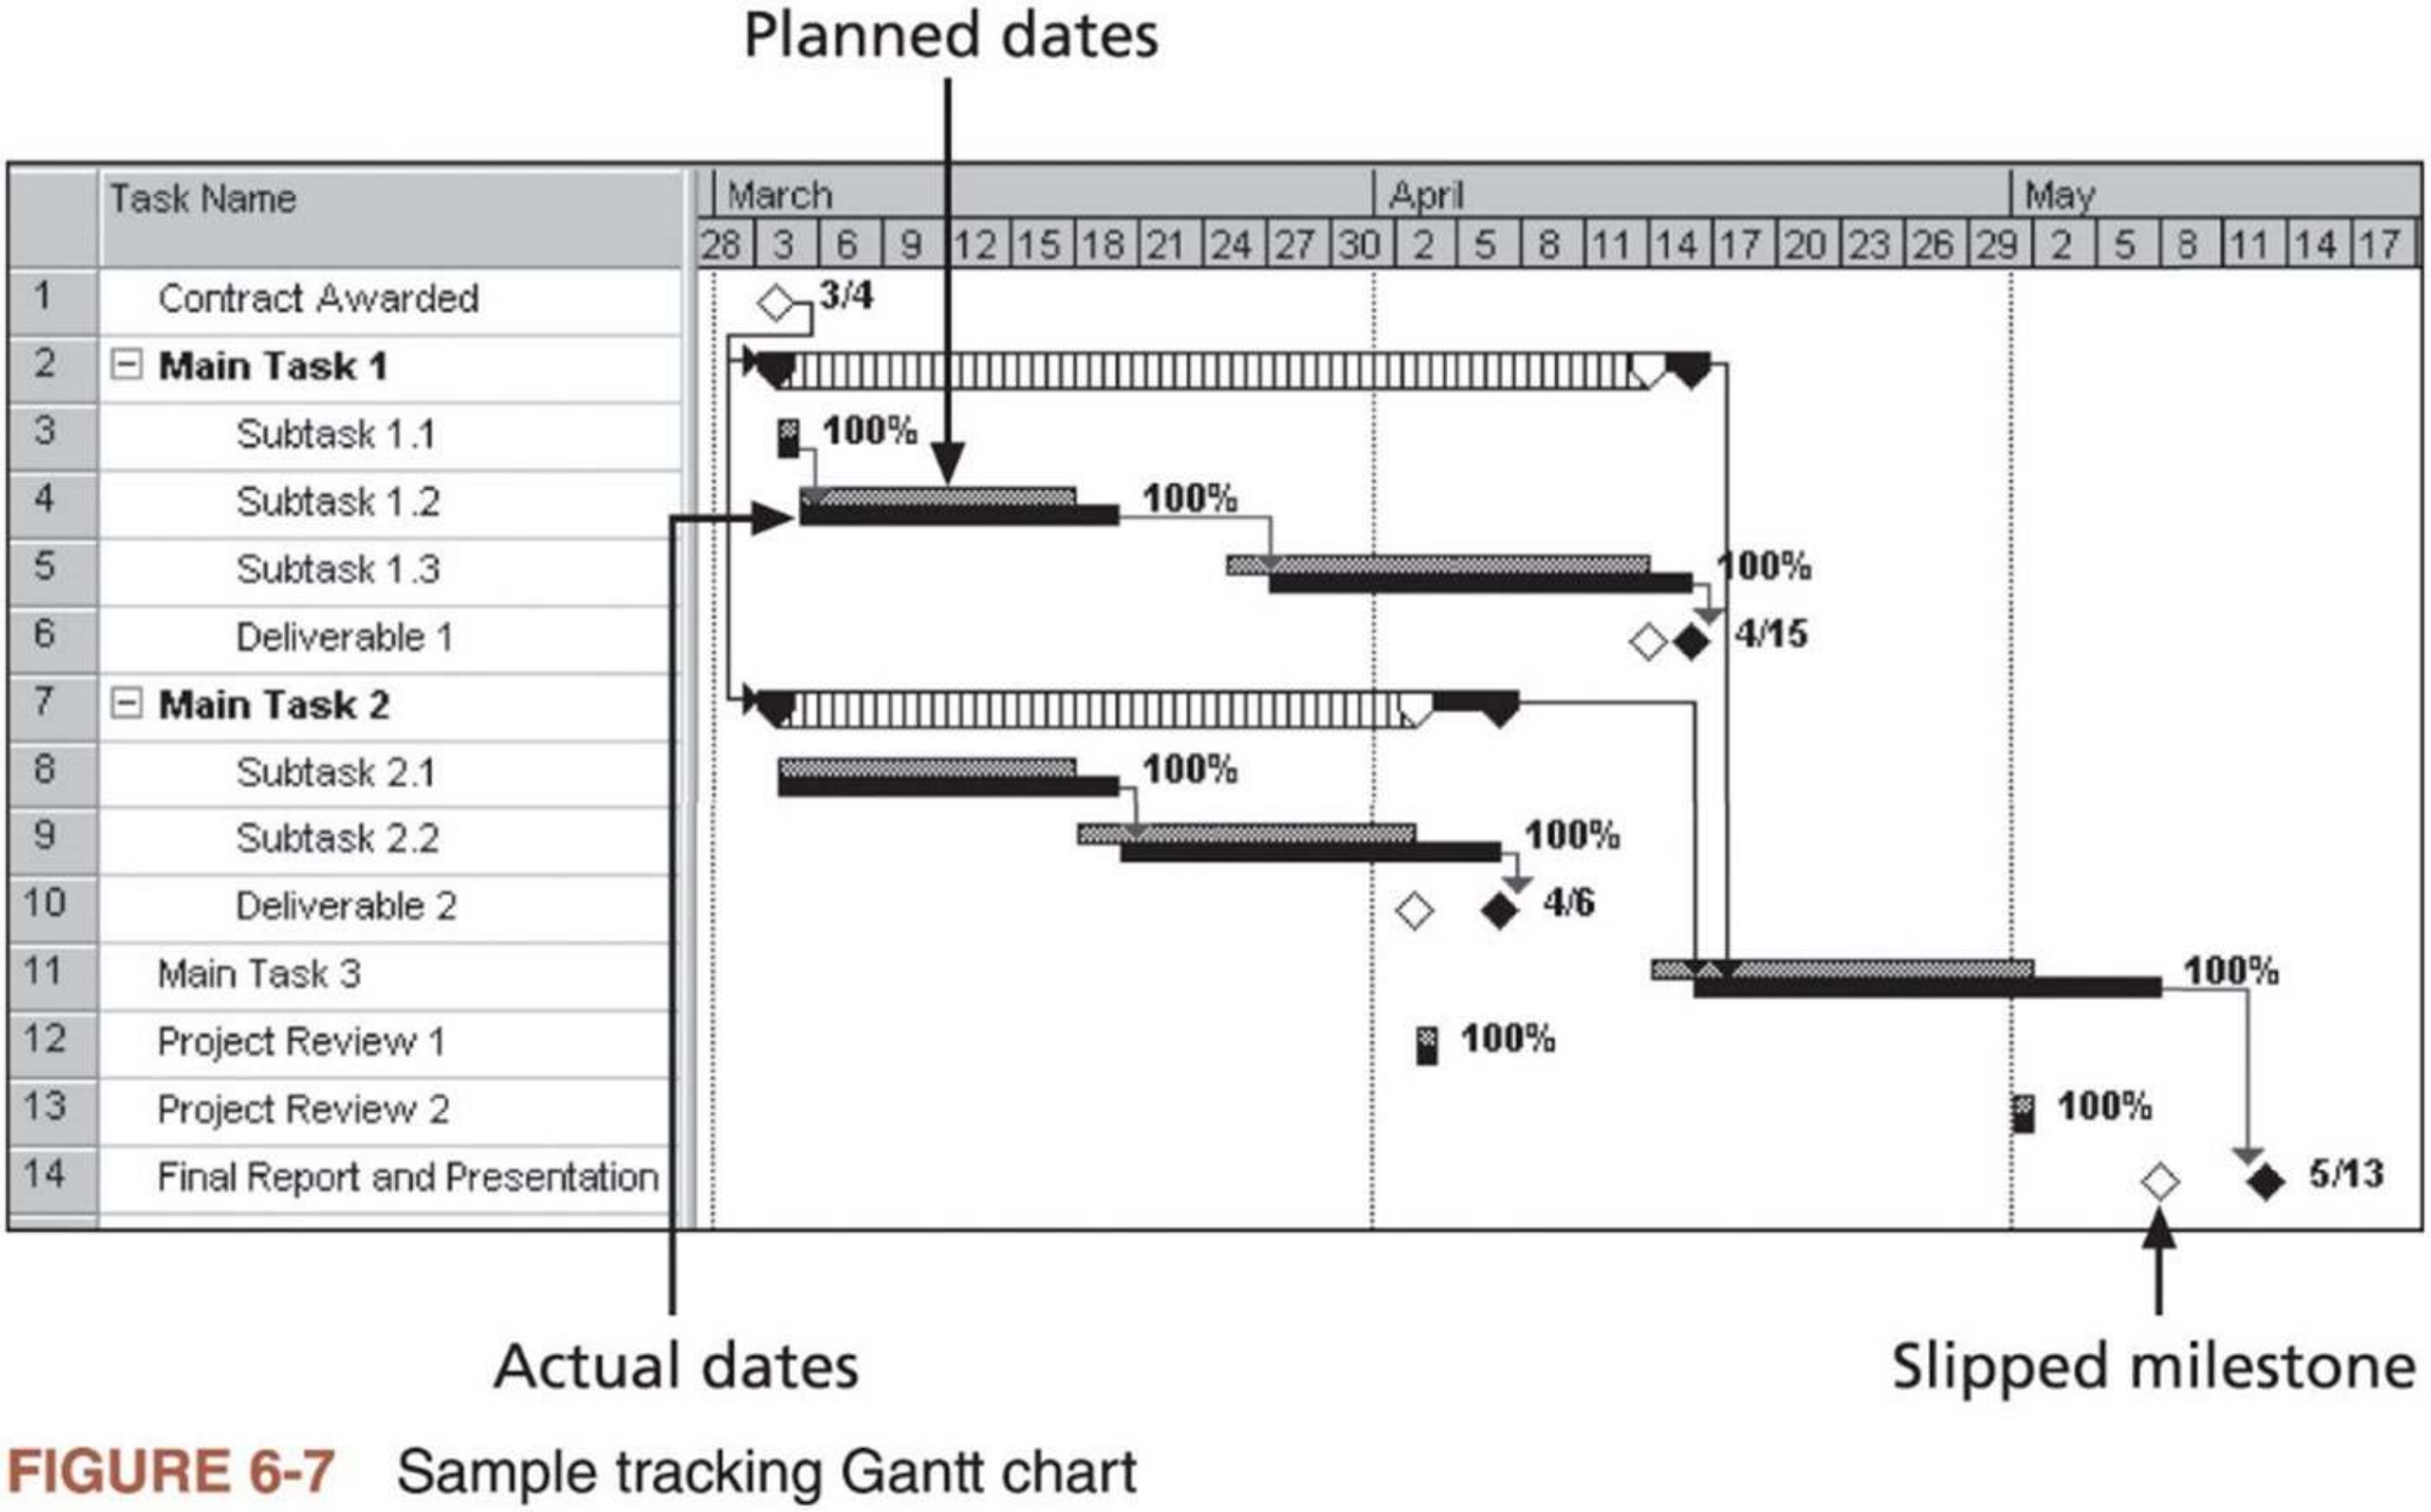 Planned dates
Task Name March April May
28 3 6 9 12 15 18 21 24 27 30 2 5 8 11 14 17 20 23 26 29 2 5 8 11 14 17
1 Contract Awarded 3/4
2 Main Task 1
3 Subtask 1.1 100%
4 Subtask 1.2 100%
5 Subtask 1.3 100%
6 Deliverable 1 4/15
7 Main Task 2
8 Subtask 2.1 100%
9 Subtask 2.2 100%
10 Deliverable 2 4/6
11 Main Task 3 100%
12 Project Review 1 100%
13 Project Review 2 100%
14 Final Report and Presentation 5/13
Actual dates Slipped milestone
FIGURE 6-7 Sample tracking Gantt chart